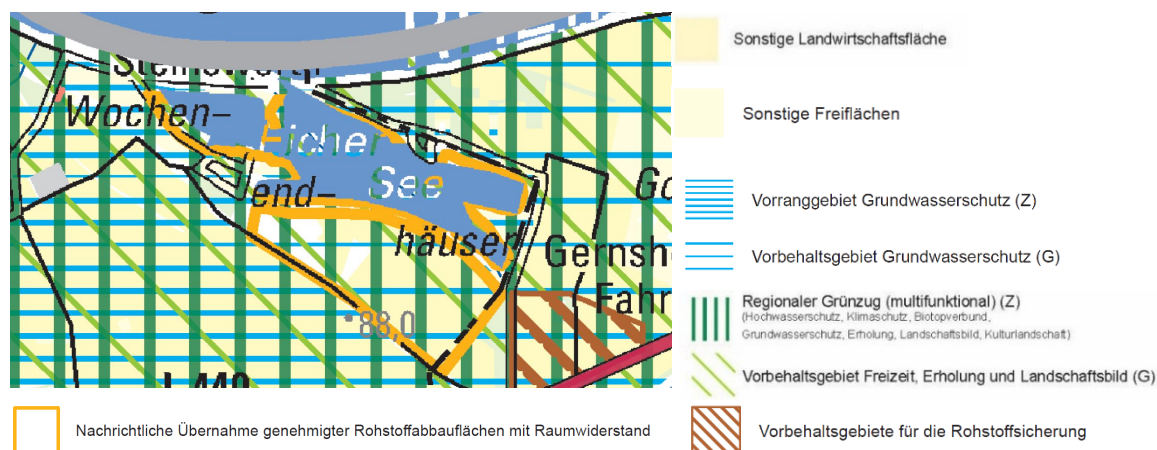 Wochen-
Eicher
See
end-
häuser
Gernsh
Fahr
88,0
Sonstige Landwirtschaftsfläche
Sonstige Freiflächen
Vorranggebiet Grundwasserschutz (Z)
Vorbehaltsgebiet Grundwasserschutz (G)
Regionaler Grünzug (multifunktional) (Z)
(Hochwasserschutz, Klimaschutz, Biotopverbund,
Grundwasserschutz, Erholung, Landschaftsbild, Kulturlandschaft)
Vorbehaltsgebiet Freizeit, Erholung und Landschaftsbild (G)
Nachrichtliche Übernahme genehmigter Rohstoffabbauflächen mit Raumwiderstand
Vorbehaltsgebiete für die Rohstoffsicherung